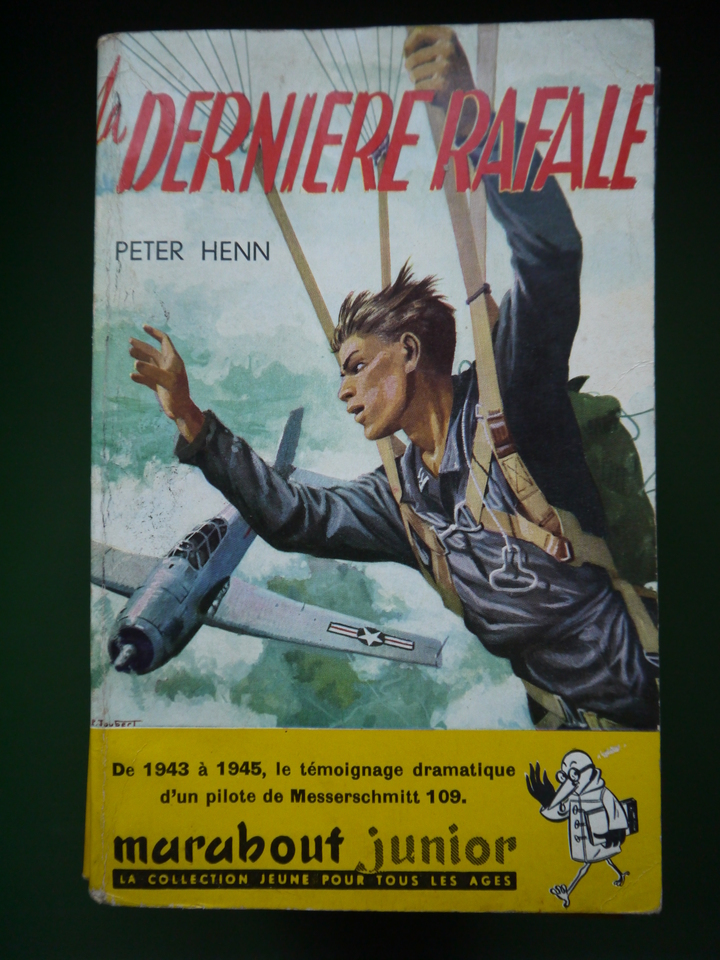 la DERNIERE RAFALE
PETER HENN
P. JOUBERT
De 1943 à 1945, le témoignage dramatique
d'un pilote de Messerschmitt 109.
marabout junior
LA COLLECTION JEUNE POUR TOUS LES AGES